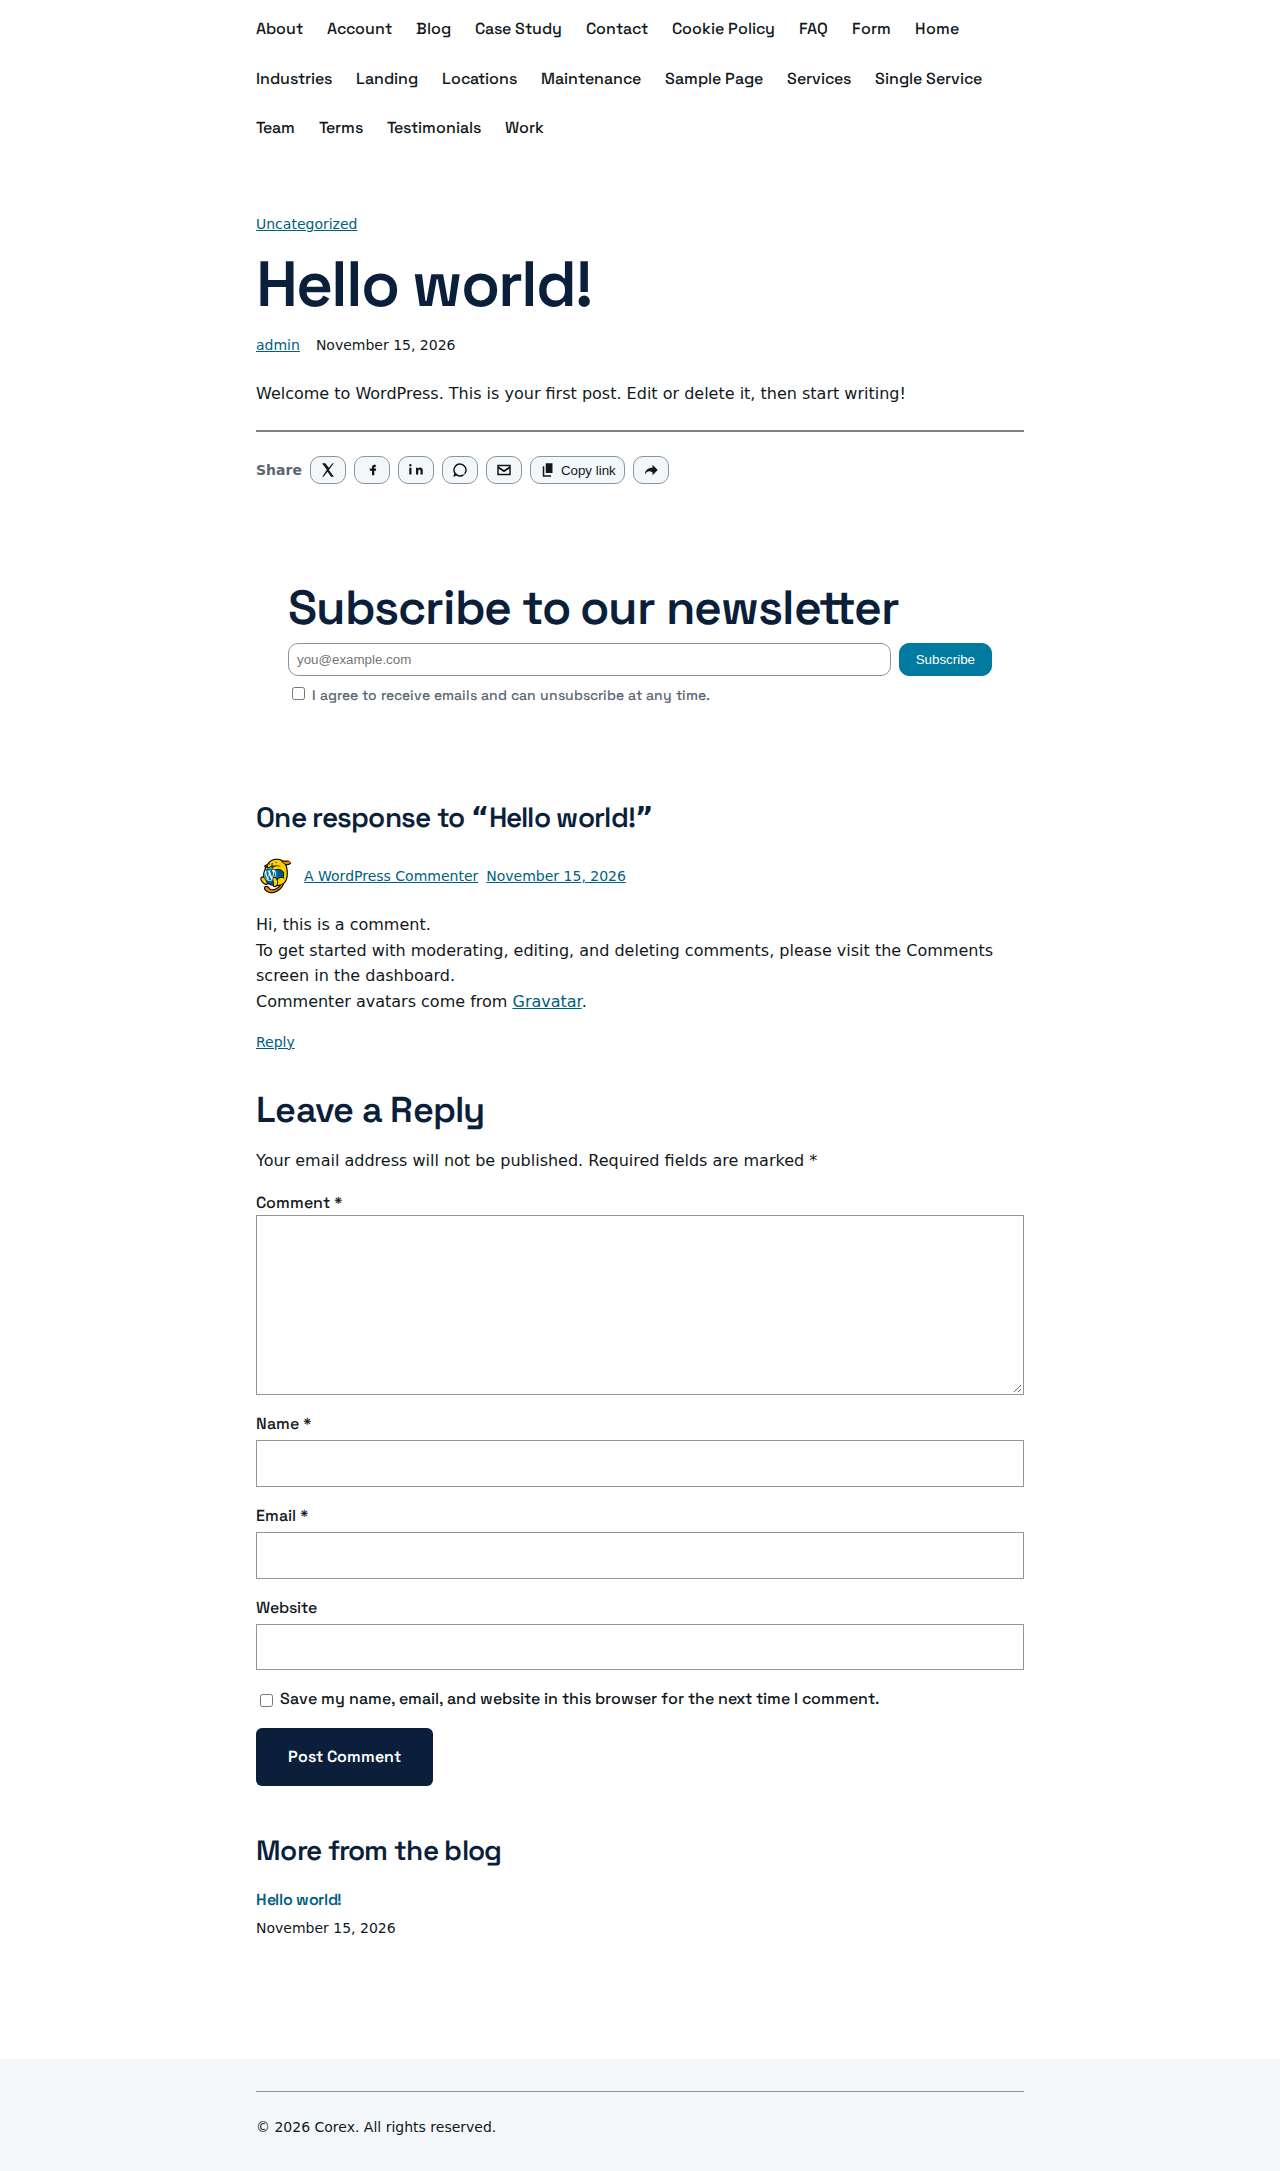 About Account Blog Case Study Contact Cookie Policy FAQ Form Home
Industries Landing Locations Maintenance Sample Page Services Single Service
Team Terms Testimonials Work
Uncategorized
Hello world!
admin November 15, 2026
Welcome to WordPress. This is your first post. Edit or delete it, then start writing!
Share Copy link
Subscribe to our newsletter
you@example.com Subscribe
I agree to receive emails and can unsubscribe at any time.
One response to “Hello world!”
A WordPress Commenter November 15, 2026
Hi, this is a comment.
To get started with moderating, editing, and deleting comments, please visit the Comments
screen in the dashboard.
Commenter avatars come from Gravatar.
Reply
Leave a Reply
Your email address will not be published. Required fields are marked *
Comment *
Name *
Email *
Website
Save my name, email, and website in this browser for the next time I comment.
Post Comment
More from the blog
Hello world!
November 15, 2026
© 2026 Corex. All rights reserved.